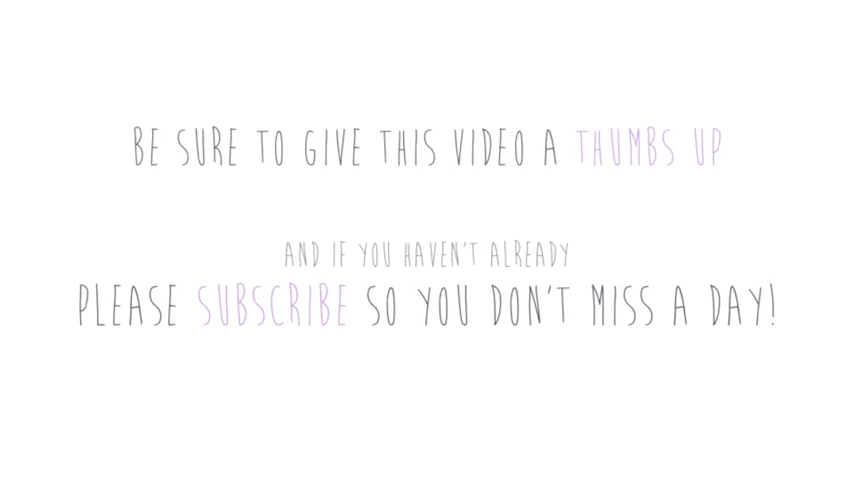 BE SURE TO GIVE THIS VIDEO A THUMBS UP
AND IF YOU HAVEN'T ALREADY
PLEASE SUBSCRIBE SO YOU DON'T MISS A DAY!